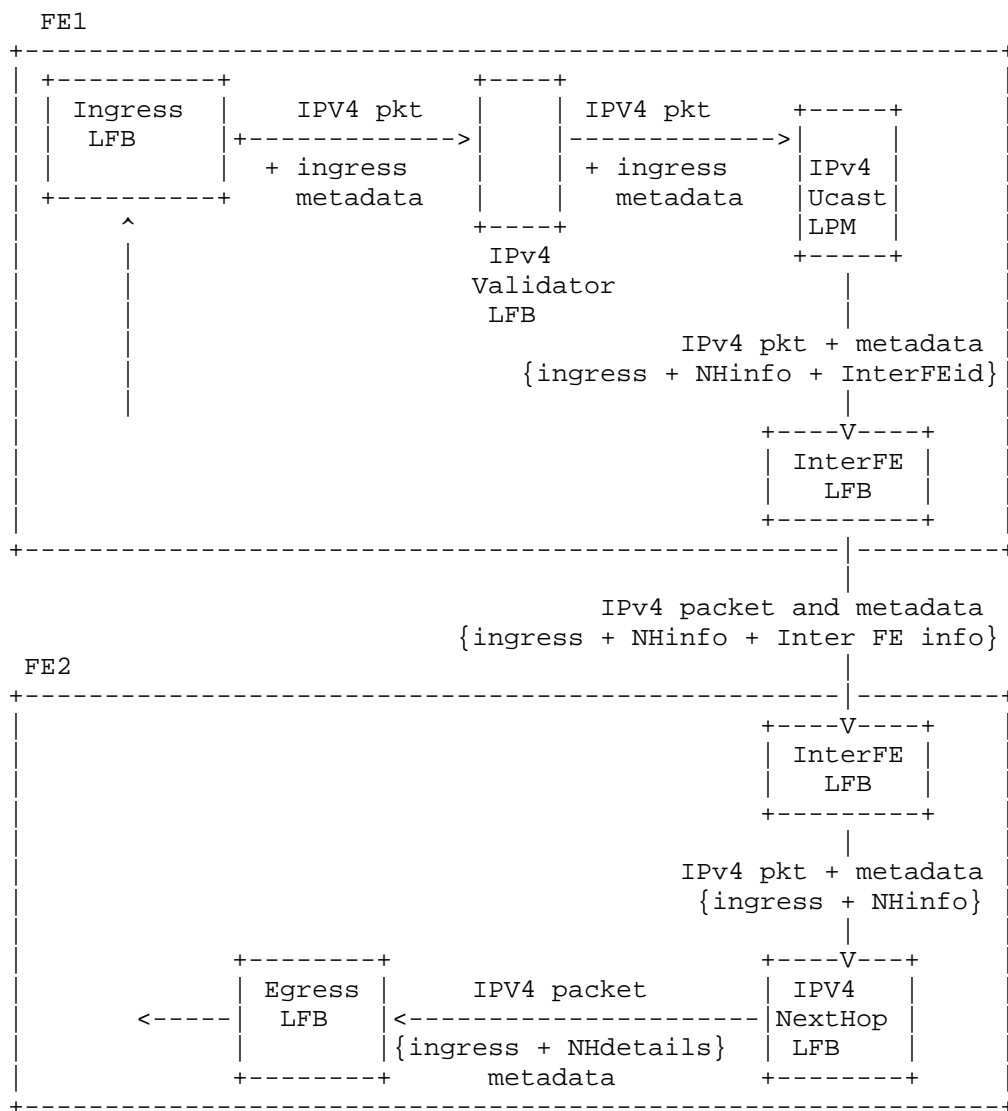 FE1
Ingress IPV4 pkt IPV4 pkt
LFB
+ ingress + ingress IPv4
metadata metadata Ucast
LPM
IPv4
Validator
LFB
IPv4 pkt + metadata
{ingress + NHinfo + InterFEid}
InterFE
LFB
IPv4 packet and metadata
{ingress + NHinfo + Inter FE info}
FE2
InterFE
LFB
IPv4 pkt + metadata
{ingress + NHinfo}
Egress IPV4 packet IPV4
LFB NextHop
{ingress + NHdetails} LFB
metadata